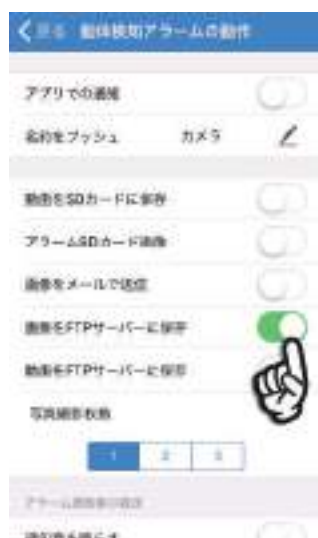 戻る 動体検知アラームの動作
アプリでの通知
名前をプッシュ カメラ
動画をSDカードに保存
アラームSDカード画像
画像をメールで送信
画像をFTPサーバーに保存
動画をFTPサーバーに保存
写真撮影枚数
1 2 3